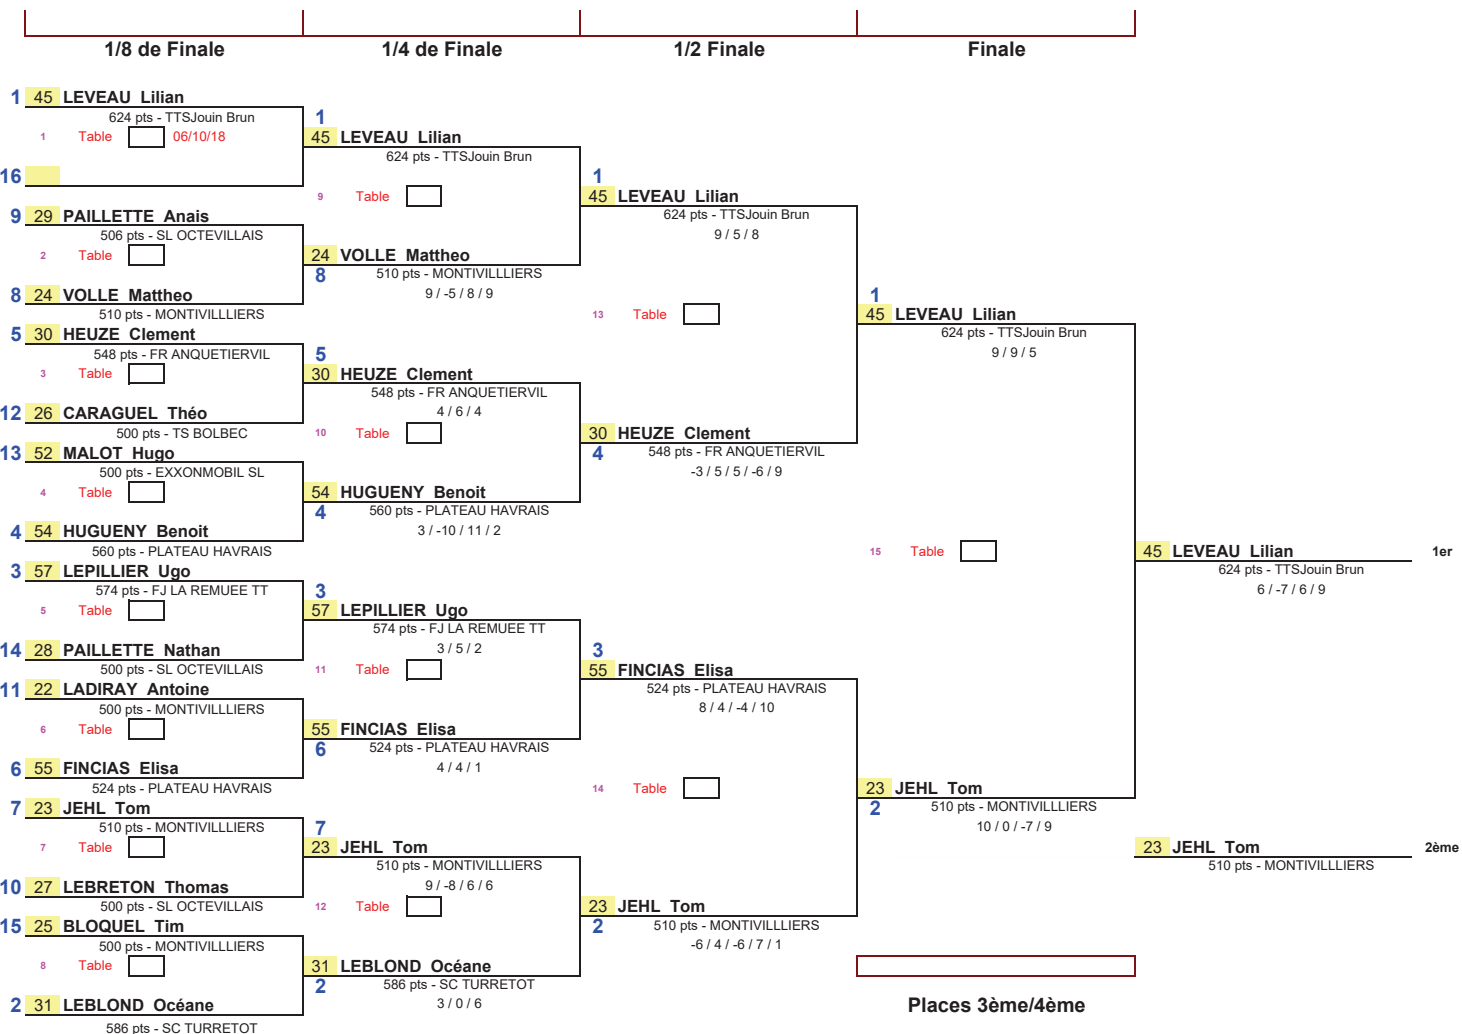 1/8 de Finale
1/4 de Finale
1/2 Finale
Finale
1 45 LEVEAU Lilian
624 pts - TTSJouin Brun
1 Table 06/10/18
16
9 29 PAILLETTE Anais
506 pts - SL OCTEVILLAIS
2 Table
8 24 VOLLE Mattheo
510 pts - MONTIVILLLIERS
5 30 HEUZE Clement
548 pts - FR ANQUETIERVIL
3 Table
12 26 CARAGUEL Théo
500 pts - TS BOLBEC
13 52 MALOT Hugo
500 pts - EXXONMOBIL SL
4 Table
4 54 HUGUENY Benoit
560 pts - PLATEAU HAVRAIS
3 57 LEPILLIER Ugo
574 pts - FJ LA REMUEE TT
5 Table
14 28 PAILLETTE Nathan
500 pts - SL OCTEVILLAIS
11 22 LADIRAY Antoine
500 pts - MONTIVILLLIERS
6 Table
6 55 FINCIAS Elisa
524 pts - PLATEAU HAVRAIS
7 23 JEHL Tom
510 pts - MONTIVILLLIERS
7 Table
10 27 LEBRETON Thomas
500 pts - SL OCTEVILLAIS
15 25 BLOQUEL Tim
500 pts - MONTIVILLLIERS
8 Table
2 31 LEBLOND Océane
586 pts - SC TURRETOT
1
45 LEVEAU Lilian
624 pts - TTSJouin Brun
9 Table
24 VOLLE Mattheo
8 510 pts - MONTIVILLLIERS
9 / -5 / 8 / 9
5
30 HEUZE Clement
548 pts - FR ANQUETIERVIL
4 / 6 / 4
10 Table
54 HUGUENY Benoit
4 560 pts - PLATEAU HAVRAIS
3 / -10 / 11 / 2
3
57 LEPILLIER Ugo
574 pts - FJ LA REMUEE TT
3 / 5 / 2
11 Table
55 FINCIAS Elisa
6 524 pts - PLATEAU HAVRAIS
4 / 4 / 1
7
23 JEHL Tom
510 pts - MONTIVILLLIERS
9 / -8 / 6 / 6
12 Table
31 LEBLOND Océane
2 586 pts - SC TURRETOT
3 / 0 / 6
1
45 LEVEAU Lilian
624 pts - TTSJouin Brun
9 / 5 / 8
13 Table
30 HEUZE Clement
4 548 pts - FR ANQUETIERVIL
-3 / 5 / 5 / -6 / 9
3
55 FINCIAS Elisa
524 pts - PLATEAU HAVRAIS
8 / 4 / -4 / 10
14 Table
23 JEHL Tom
2 510 pts - MONTIVILLLIERS
-6 / 4 / -6 / 7 / 1
1
45 LEVEAU Lilian
624 pts - TTSJouin Brun
9 / 9 / 5
15 Table
23 JEHL Tom
2 510 pts - MONTIVILLLIERS
10 / 0 / -7 / 9
45 LEVEAU Lilian 1er
624 pts - TTSJouin Brun
6 / -7 / 6 / 9
23 JEHL Tom 2ème
510 pts - MONTIVILLLIERS
Places 3ème/4ème